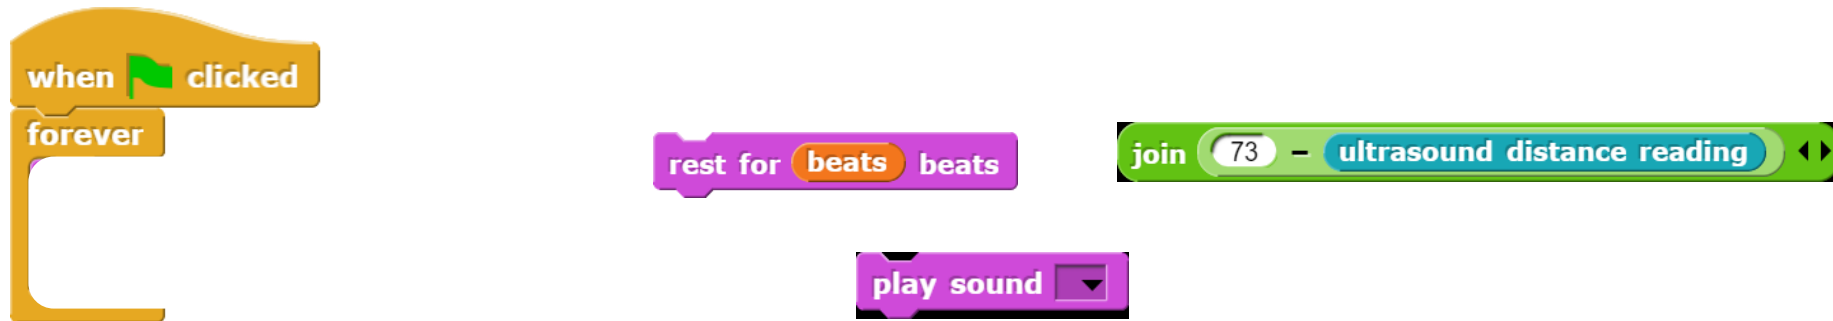 when clicked
forever
rest for beats beats
join 73 - ultrasound distance reading
play sound